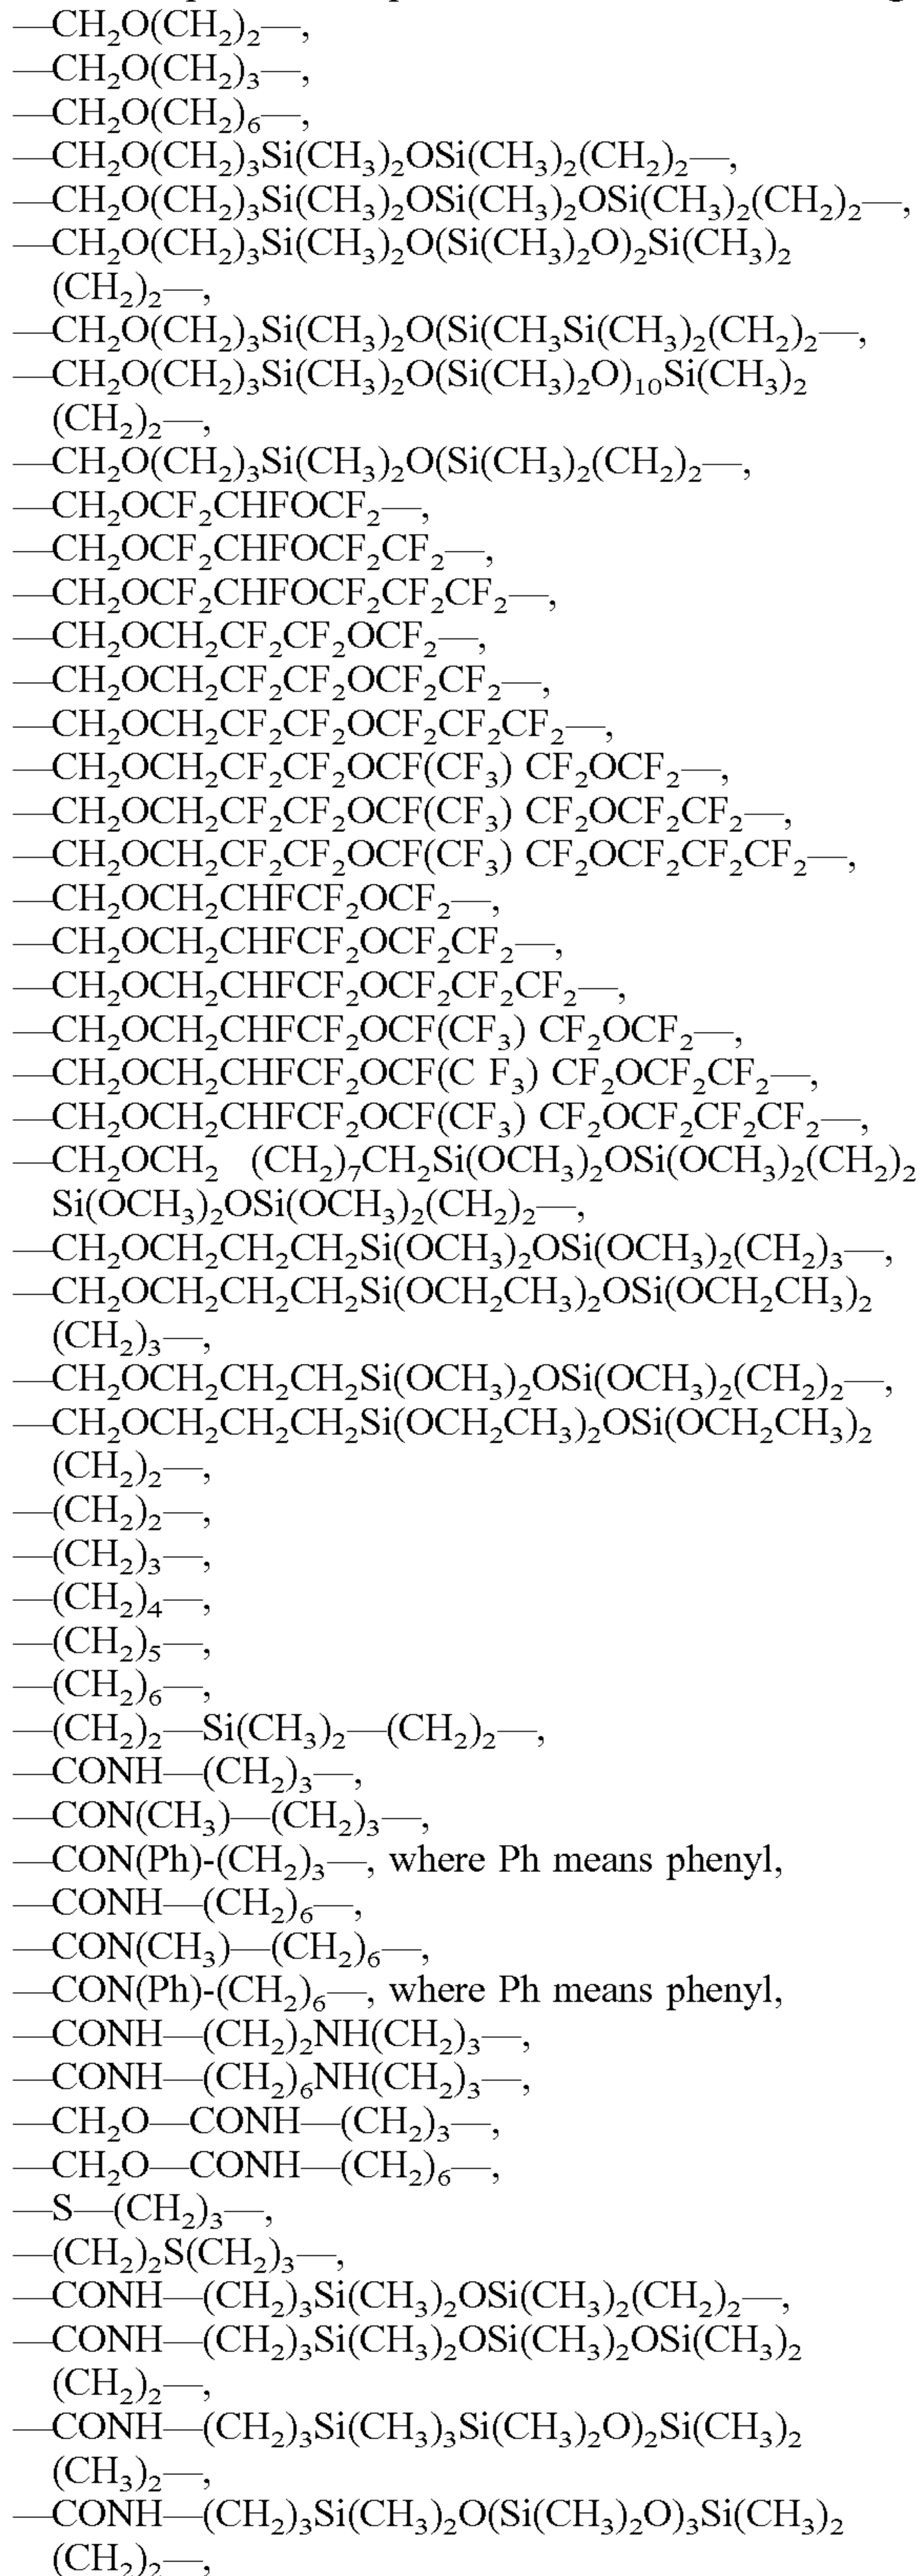 —CH₂O(CH₂)₂—,
—CH₂O(CH₂)₃—,
—CH₂O(CH₂)₆—,
—CH₂O(CH₂)₃Si(CH₃)₂OSi(CH₃)₂(CH₂)₂—,
—CH₂O(CH₂)₃Si(CH₃)₂OSi(CH₃)₂OSi(CH₃)₂(CH₂)₂—,
—CH₂O(CH₂)₃Si(CH₃)₂O(Si(CH₃)₂O)₂Si(CH₃)₂
(CH₂)₂—,
—CH₂O(CH₂)₃Si(CH₃)₂O(Si(CH₃Si(CH₃)₂(CH₂)₂—,
—CH₂O(CH₂)₃Si(CH₃)₂O(Si(CH₃)₂O)₁₀Si(CH₃)₂
(CH₂)₂—,
—CH₂O(CH₂)₃Si(CH₃)₂O(Si(CH₃)₂(CH₂)₂—,
—CH₂OCF₂CHFOCF₂—,
—CH₂OCF₂CHFOCF₂CF₂—,
—CH₂OCF₂CHFOCF₂CF₂CF₂—,
—CH₂OCH₂CF₂CF₂OCF₂—,
—CH₂OCH₂CF₂CF₂OCF₂CF₂—,
—CH₂OCH₂CF₂CF₂OCF₂CF₂CF₂—,
—CH₂OCH₂CF₂CF₂OCF(CF₃) CF₂OCF₂—,
—CH₂OCH₂CF₂CF₂OCF(CF₃) CF₂OCF₂CF₂—,
—CH₂OCH₂CF₂CF₂OCF(CF₃) CF₂OCF₂CF₂CF₂—,
—CH₂OCH₂CHFCF₂OCF₂—,
—CH₂OCH₂CHFCF₂OCF₂CF₂—,
—CH₂OCH₂CHFCF₂OCF₂CF₂CF₂—,
—CH₂OCH₂CHFCF₂OCF(CF₃) CF₂OCF₂—,
—CH₂OCH₂CHFCF₂OCF(C F₃) CF₂OCF₂CF₂—,
—CH₂OCH₂CHFCF₂OCF(CF₃) CF₂OCF₂CF₂CF₂—,
—CH₂OCH₂ (CH₂)₇CH₂Si(OCH₃)₂OSi(OCH₃)₂(CH₂)₂
Si(OCH₃)₂OSi(OCH₃)₂(CH₂)₂—,
—CH₂OCH₂CH₂CH₂Si(OCH₃)₂OSi(OCH₃)₂(CH₂)₃—,
—CH₂OCH₂CH₂CH₂Si(OCH₂CH₃)₂OSi(OCH₂CH₃)₂
(CH₂)₃—,
—CH₂OCH₂CH₂CH₂Si(OCH₃)₂OSi(OCH₃)₂(CH₂)₂—,
—CH₂OCH₂CH₂CH₂Si(OCH₂CH₃)₂OSi(OCH₂CH₃)₂
(CH₂)₂—,
—(CH₂)₂—,
—(CH₂)₃—,
—(CH₂)₄—,
—(CH₂)₅—,
—(CH₂)₆—,
—(CH₂)₂—Si(CH₃)₂—(CH₂)₂—,
—CONH—(CH₂)₃—,
—CON(CH₃)—(CH₂)₃—,
—CON(Ph)-(CH₂)₃—, where Ph means phenyl,
—CONH—(CH₂)₆—,
—CON(CH₃)—(CH₂)₆—,
—CON(Ph)-(CH₂)₆—, where Ph means phenyl,
—CONH—(CH₂)₂NH(CH₂)₃—,
—CONH—(CH₂)₆NH(CH₂)₃—,
—CH₂O—CONH—(CH₂)₃—,
—CH₂O—CONH—(CH₂)₆—,
—S—(CH₂)₃—,
—(CH₂)₂S(CH₂)₃—,
—CONH—(CH₂)₃Si(CH₃)₂OSi(CH₃)₂(CH₂)₂—,
—CONH—(CH₂)₃Si(CH₃)₂OSi(CH₃)₂OSi(CH₃)₂
(CH₂)₂—,
—CONH—(CH₂)₃Si(CH₃)₃Si(CH₃)₂O)₂Si(CH₃)₂
(CH₃)₂—,
—CONH—(CH₂)₃Si(CH₃)₂O(Si(CH₃)₂O)₃Si(CH₃)₂
(CH₂)₂—,